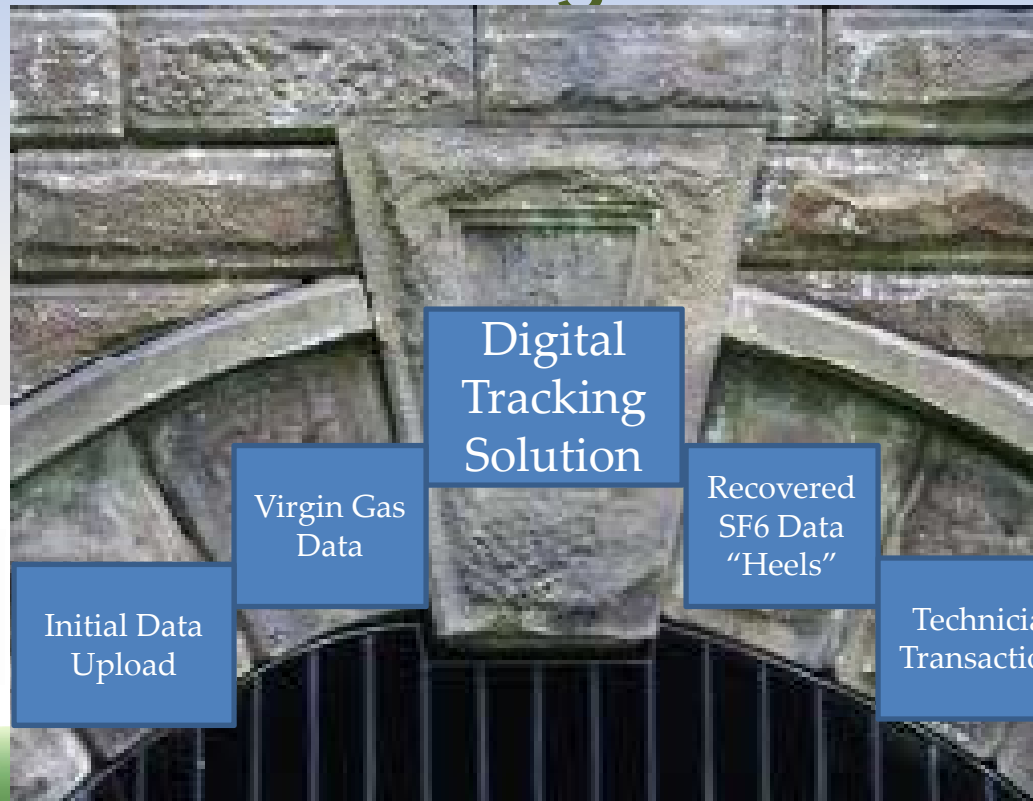 Initial Data
Upload
Virgin Gas
Data
Digital
Tracking
Solution
Recovered
SF6 Data
“Heels”